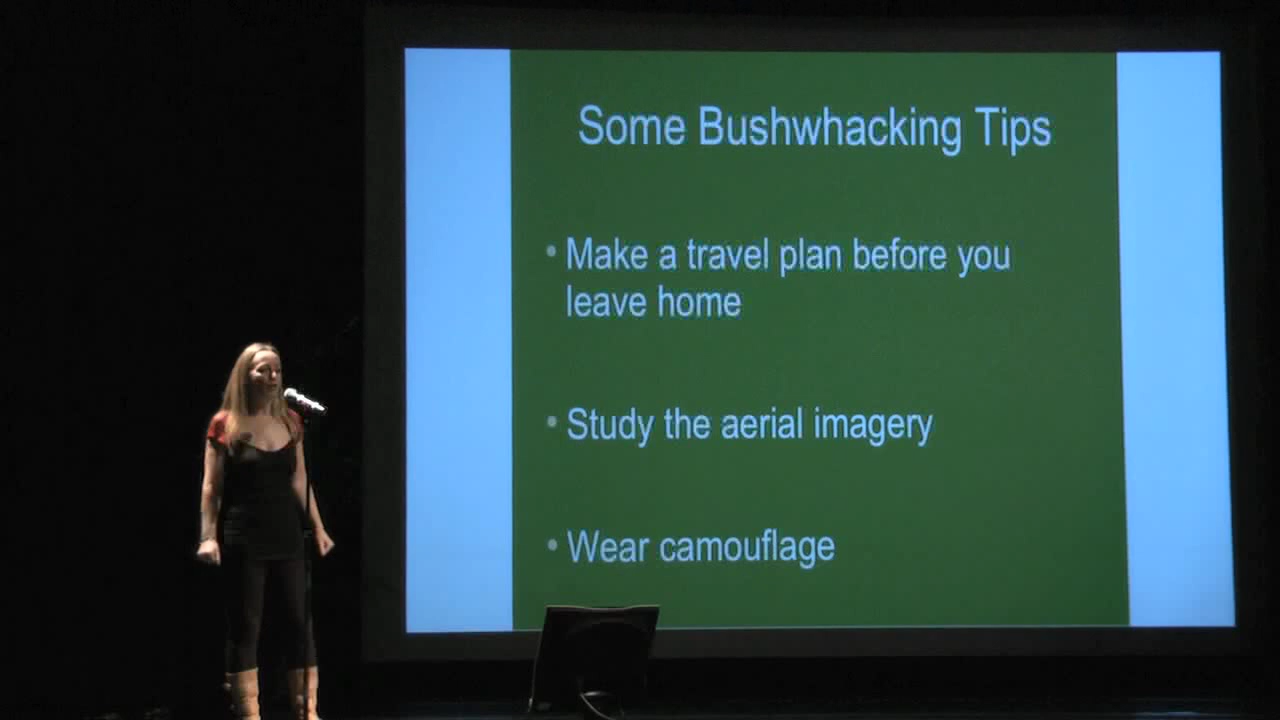 Some Bushwhacking Tips
• Make a travel plan before you
leave home
• Study the aerial imagery
• Wear camouflage